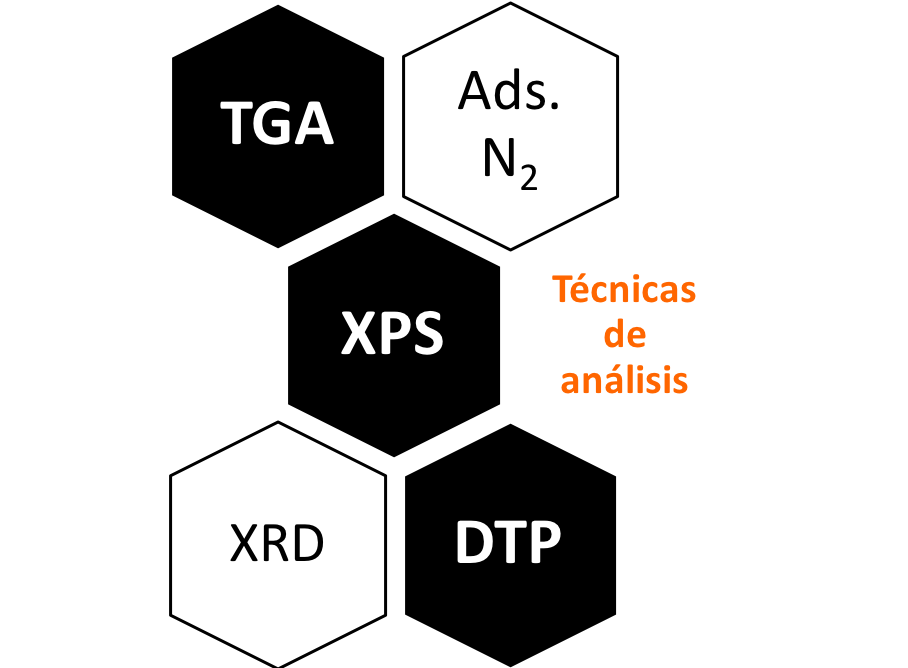 TGA
Ads.
N₂
XPS
Técnicas
de
análisis
XRD
DTP